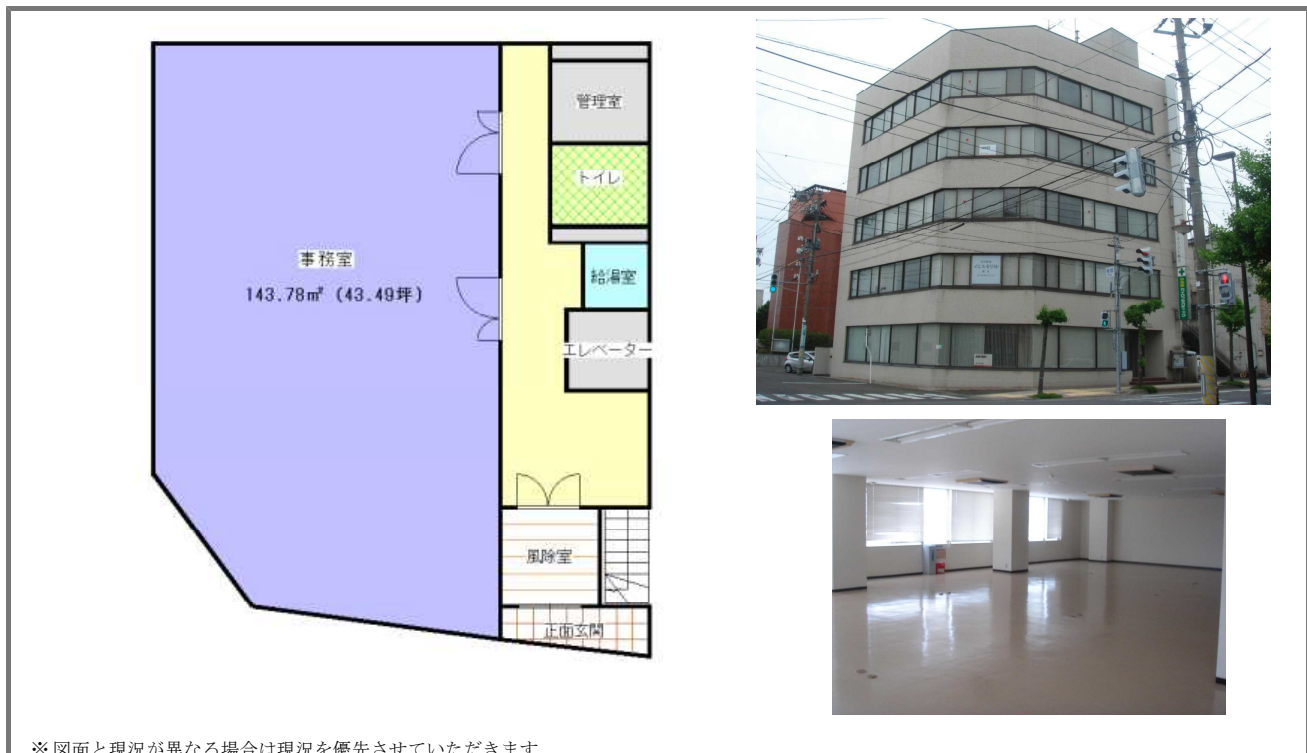 管理室
トイレ
事務室
143.78㎡ (43.49坪)
給湯室
エレベーター
風除室
正面玄関
※図面と現況が異なる場合は現況を優先させていただきます